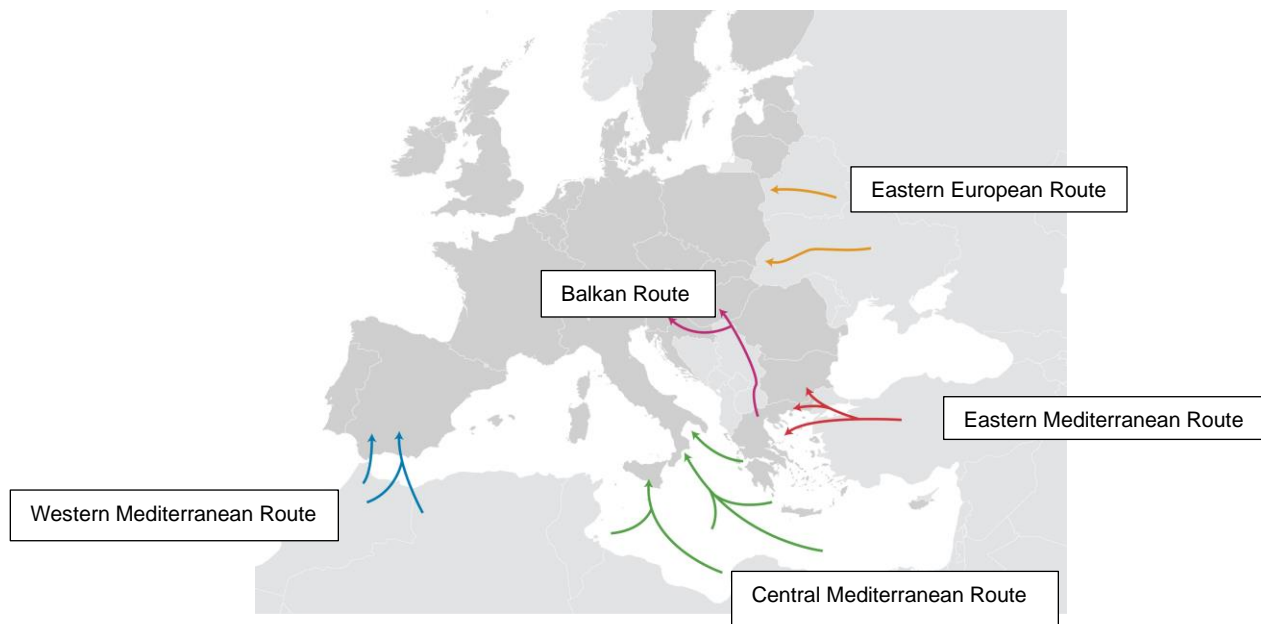 Eastern European Route
Balkan Route
Eastern Mediterranean Route
Western Mediterranean Route
Central Mediterranean Route